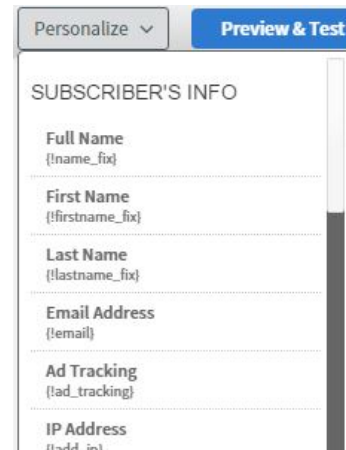 Personalize
Preview & Test
SUBSCRIBER'S INFO
Full Name
{!name_fix}
First Name
{!firstname_fix}
Last Name
{!lastname_fix}
Email Address
{!email}
Ad Tracking
{!ad_tracking}
IP Address
{!add_ip}